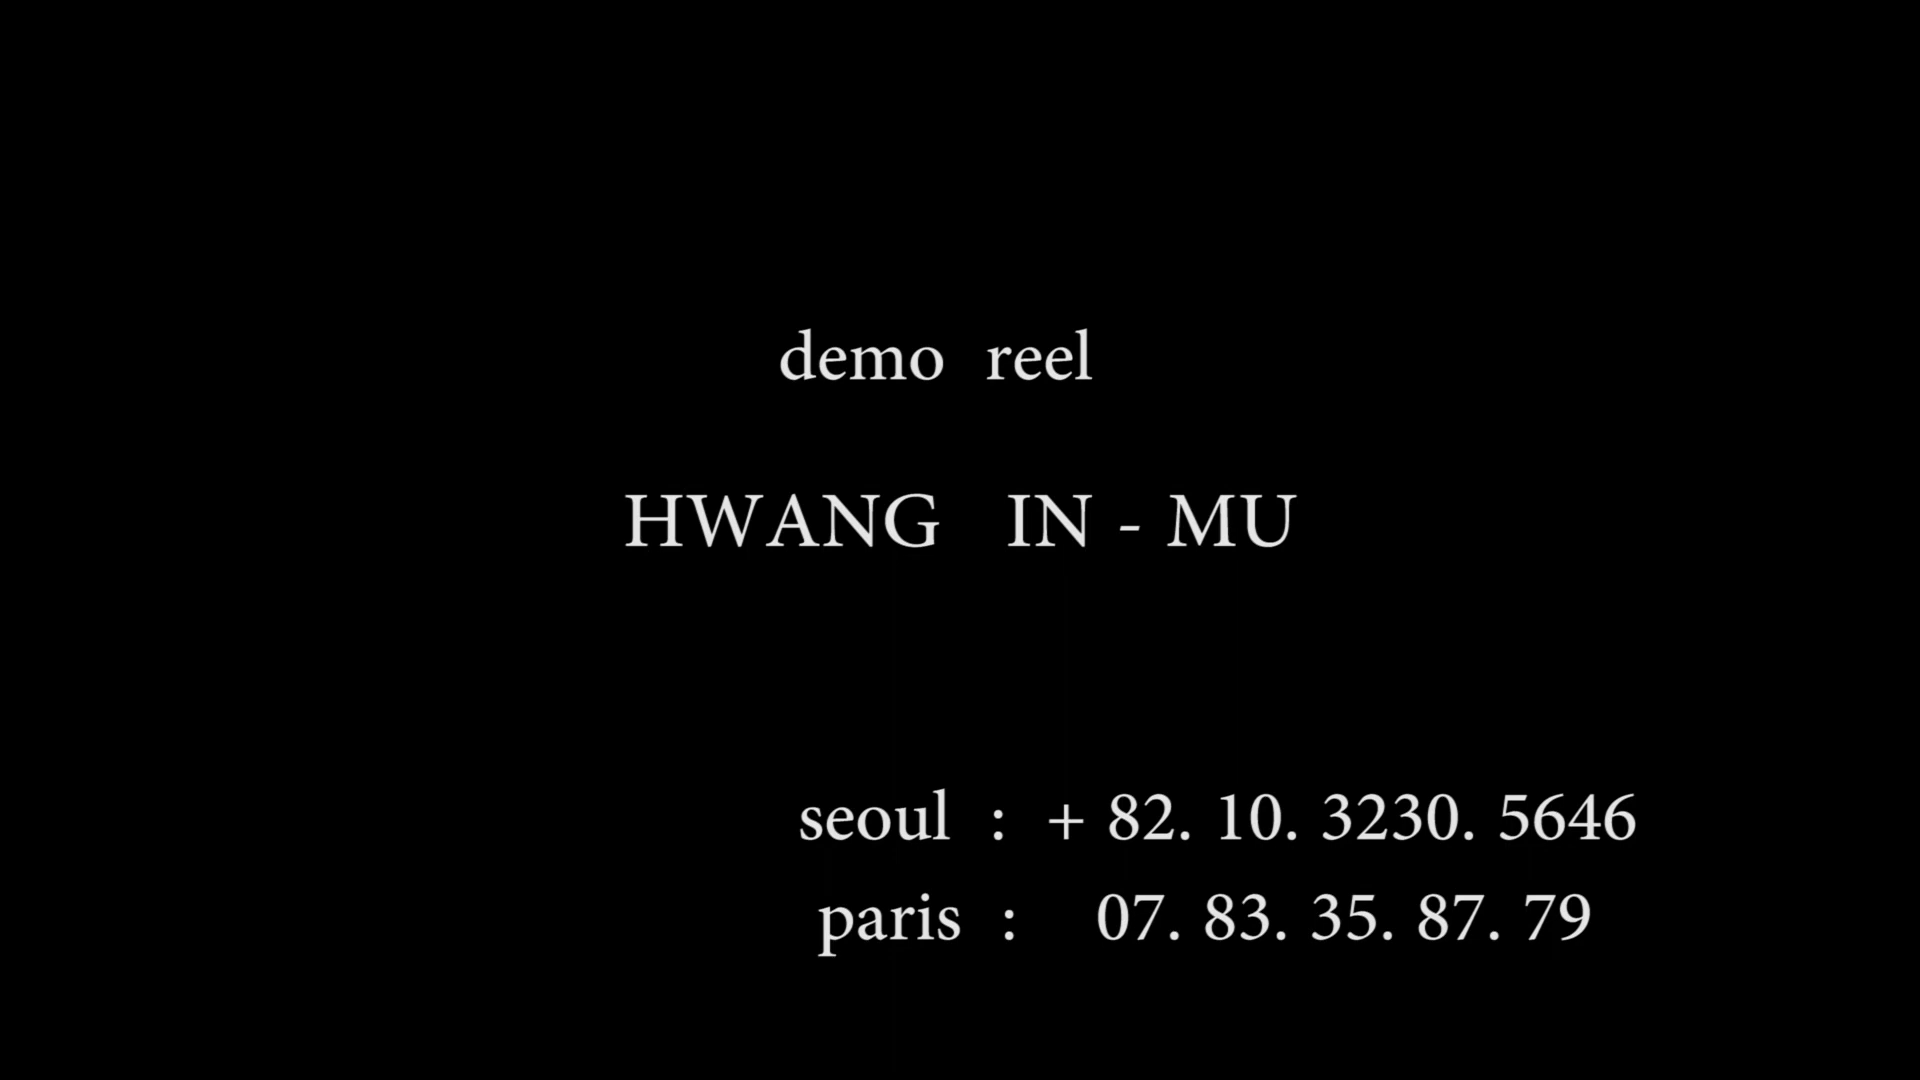 demo reel
HWANG IN - MU
seoul : + 82. 10. 3230. 5646
paris : 07. 83. 35. 87. 79